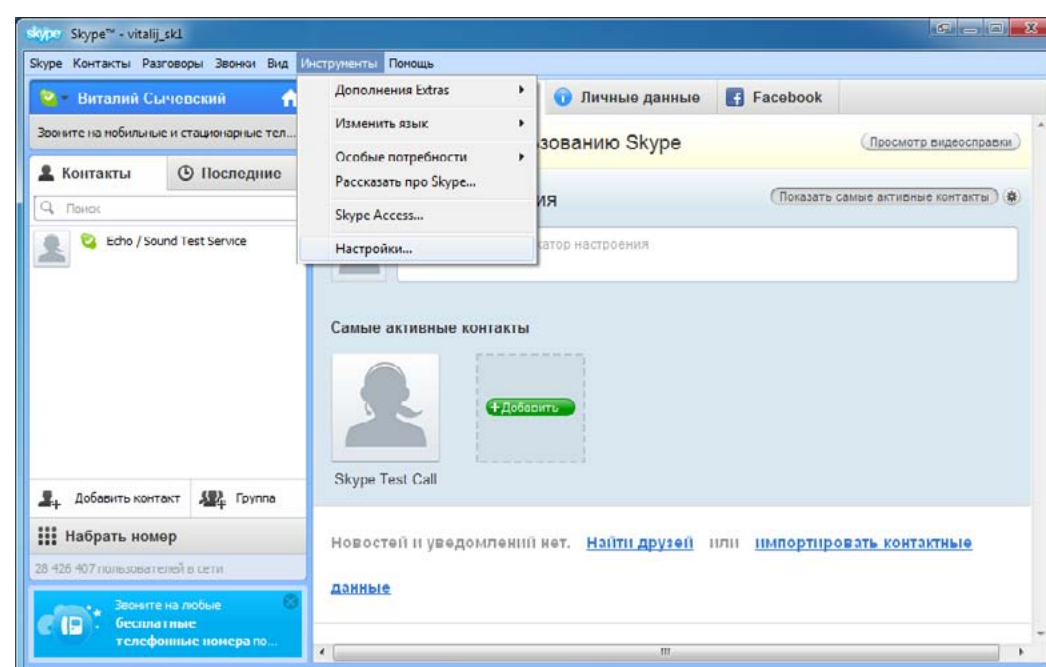 skype Skype™ - vitalij_sk1
Skype Контакты Разговоры Звонки Вид Инструменты Помощь
Виталий Сычевский
Звоните на мобильные и стационарные тел...
Контакты Последние
Поиск
Echo / Sound Test Service
Добавить контакт Группа
Набрать номер
28 426 407 пользователей в сети
Звоните на любые
бесплатные
телефонные номера по...
Дополнения Extras
Изменить язык
Особые потребности
Рассказать про Skype...
Skype Access...
Настройки...
Личные данные Facebook
зованию Skype Просмотр видеосправки
ия Показать самые активные контакты
катор настроения
Самые активные контакты
Добавить
Skype Test Call
Новостей и уведомлений нет. Найти друзей или импортировать контактные
данные